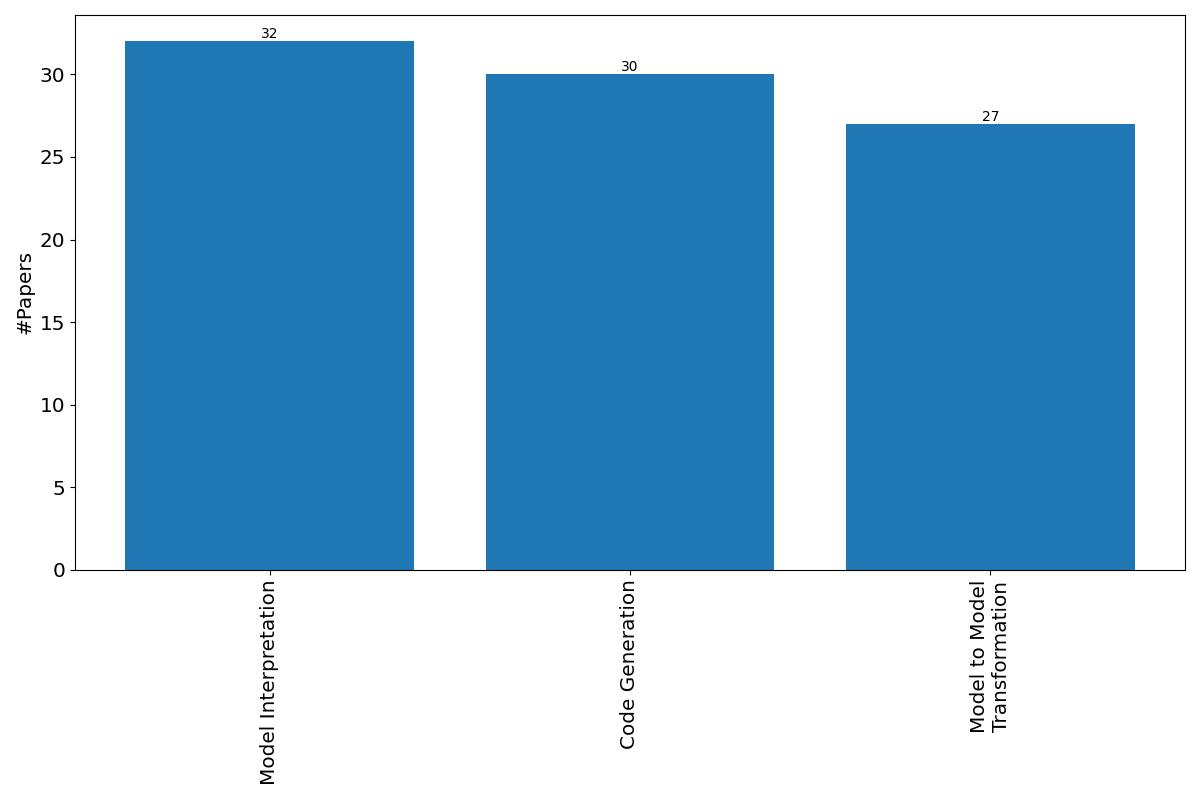 32
30
27
30
25
20
15
10
5
0
#Papers
Model Interpretation
Code Generation
Model to Model
Transformation